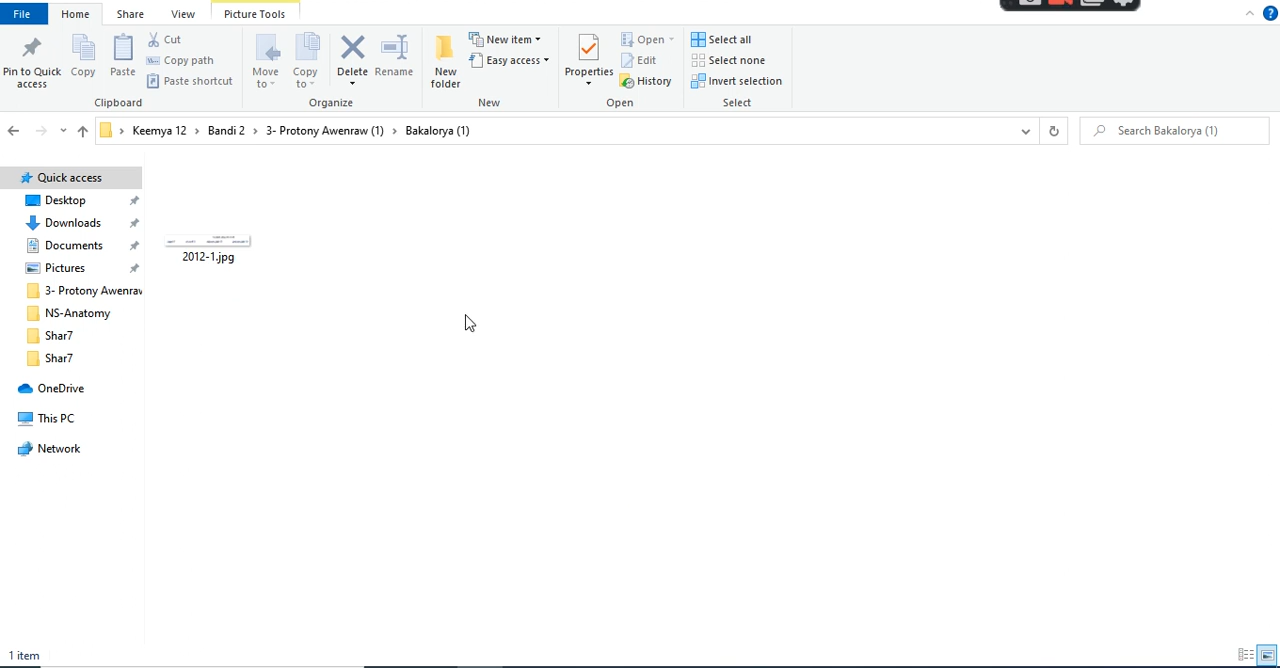 File Home Share View Picture Tools
Pin to Quick access
Copy
Paste
Cut
Copy path
Paste shortcut
Clipboard
Move to
Copy to
Delete
Rename
Organize
New folder
New item
Easy access
New
Properties
Open
Edit
History
Open
Select all
Select none
Invert selection
Select
Keemya 12 › Bandi 2 › 3- Protony Awenraw (1) › Bakalorya (1)
Search Bakalorya (1)
Quick access
Desktop
Downloads
Documents
Pictures
3- Protony Awenraw
NS-Anatomy
Shar7
Shar7
OneDrive
This PC
Network
2012-1.jpg
1 item